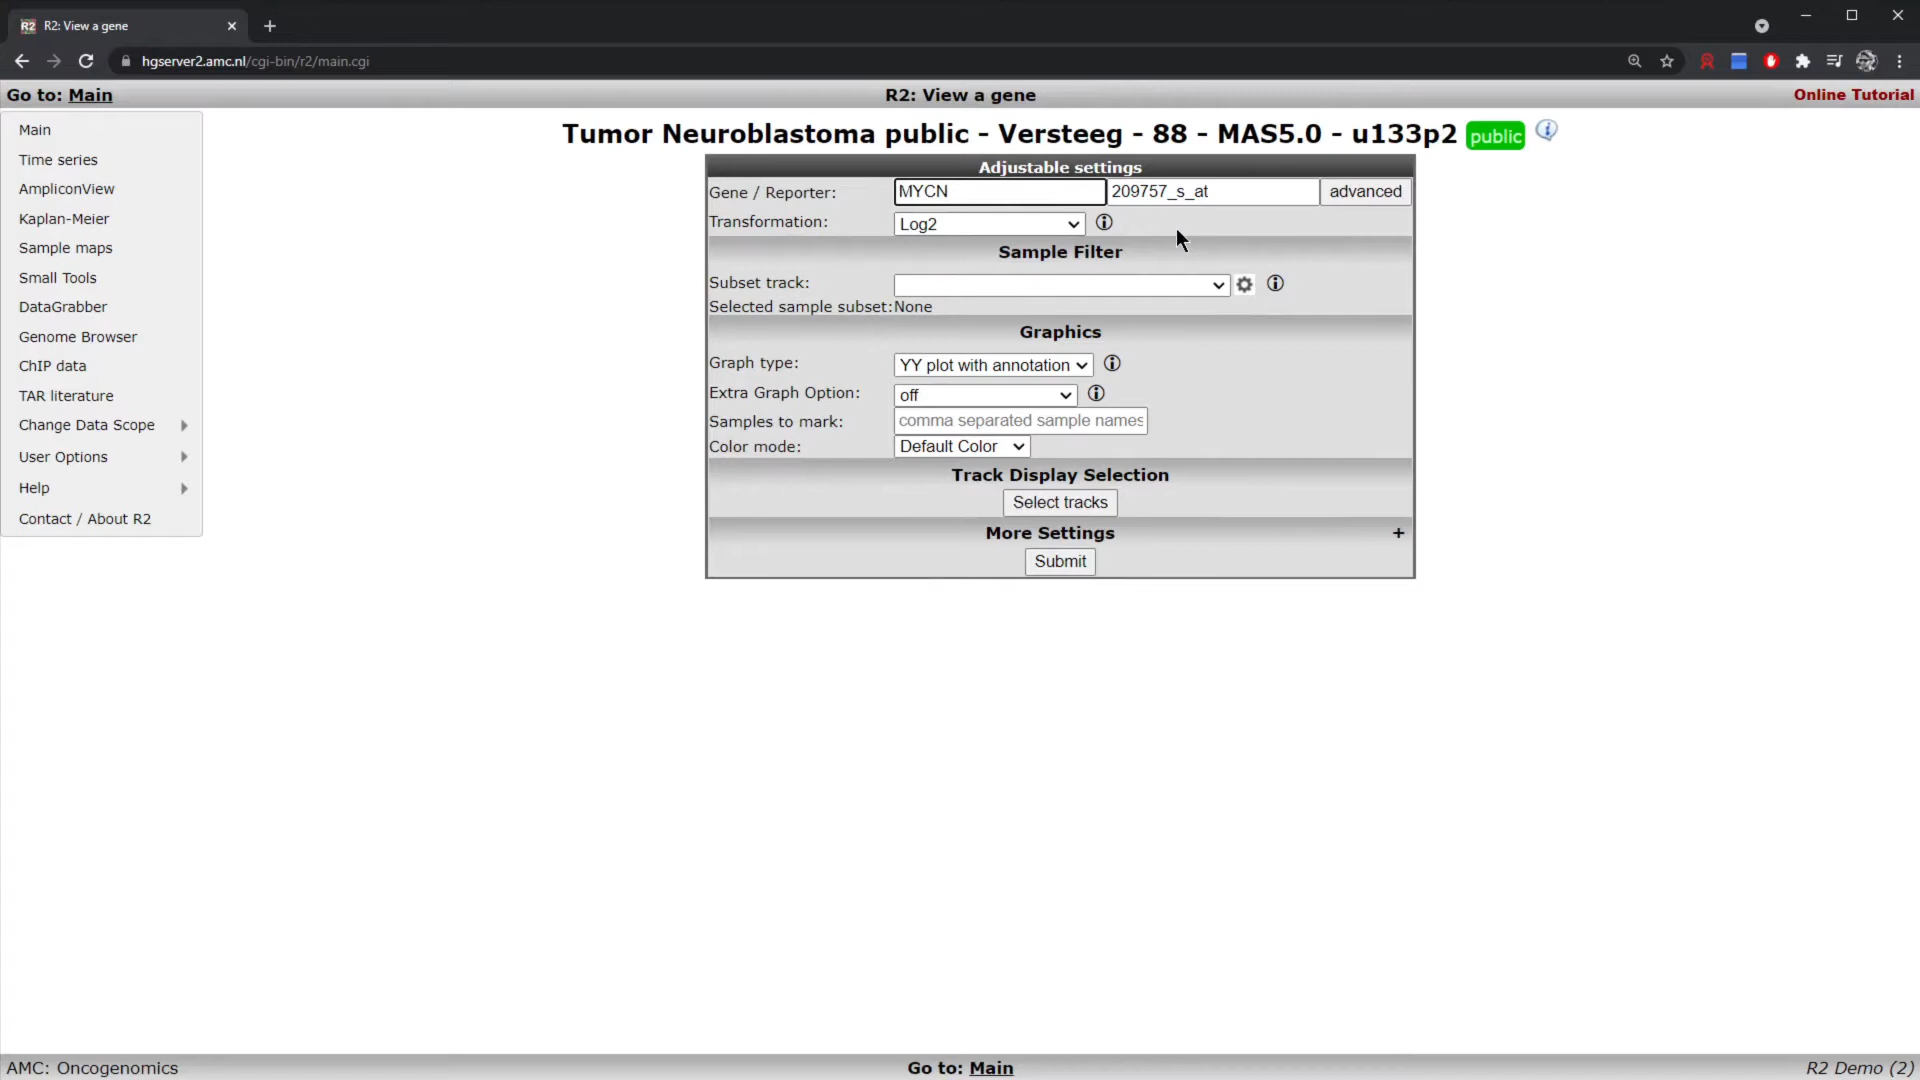 R2: View a gene
hgserver2.amc.nl/cgi-bin/r2/main.cgi
Go to: Main R2: View a gene Online Tutorial
Main
Time series
AmpliconView
Kaplan-Meier
Sample maps
Small Tools
DataGrabber
Genome Browser
ChIP data
TAR literature
Change Data Scope
User Options
Help
Contact / About R2
Tumor Neuroblastoma public - Versteeg - 88 - MAS5.0 - u133p2 public
Adjustable settings
Gene / Reporter: MYCN 209757_s_at advanced
Transformation: Log2
Sample Filter
Subset track:
Selected sample subset:None
Graphics
Graph type: YY plot with annotation
Extra Graph Option: off
Samples to mark: comma separated sample names
Color mode: Default Color
Track Display Selection
Select tracks
More Settings +
Submit
AMC: Oncogenomics Go to: Main R2 Demo (2)